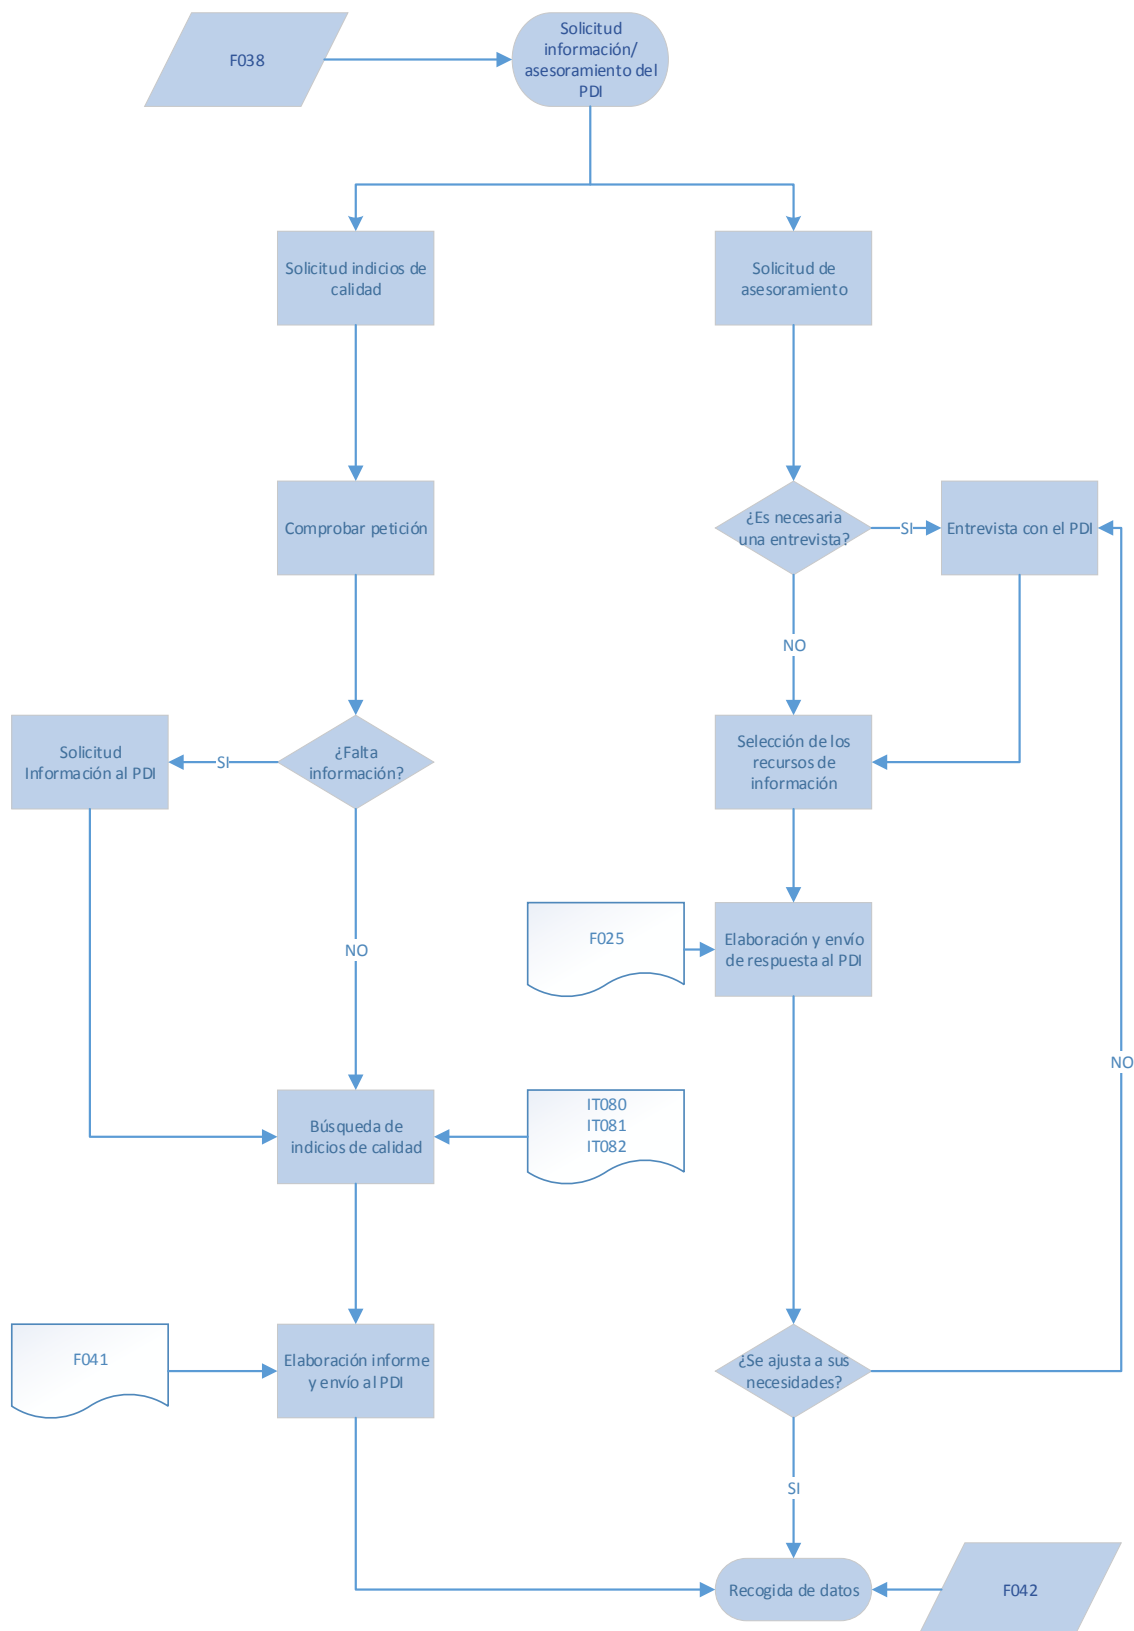 F038
Solicitud
información/
asesoramiento del
PDI
Solicitud indicios de
calidad
Solicitud de
asesoramiento
Comprobar petición
¿Es necesaria
una entrevista?
SI
Entrevista con el PDI
NO
Solicitud
Información al PDI
SI
¿Falta
información?
Selección de los
recursos de
información
NO
F025
Elaboración y envío
de respuesta al PDI
NO
Búsqueda de
indicios de calidad
IT080
IT081
IT082
F041
Elaboración informe
y envío al PDI
¿Se ajusta a sus
necesidades?
SI
Recogida de datos
F042